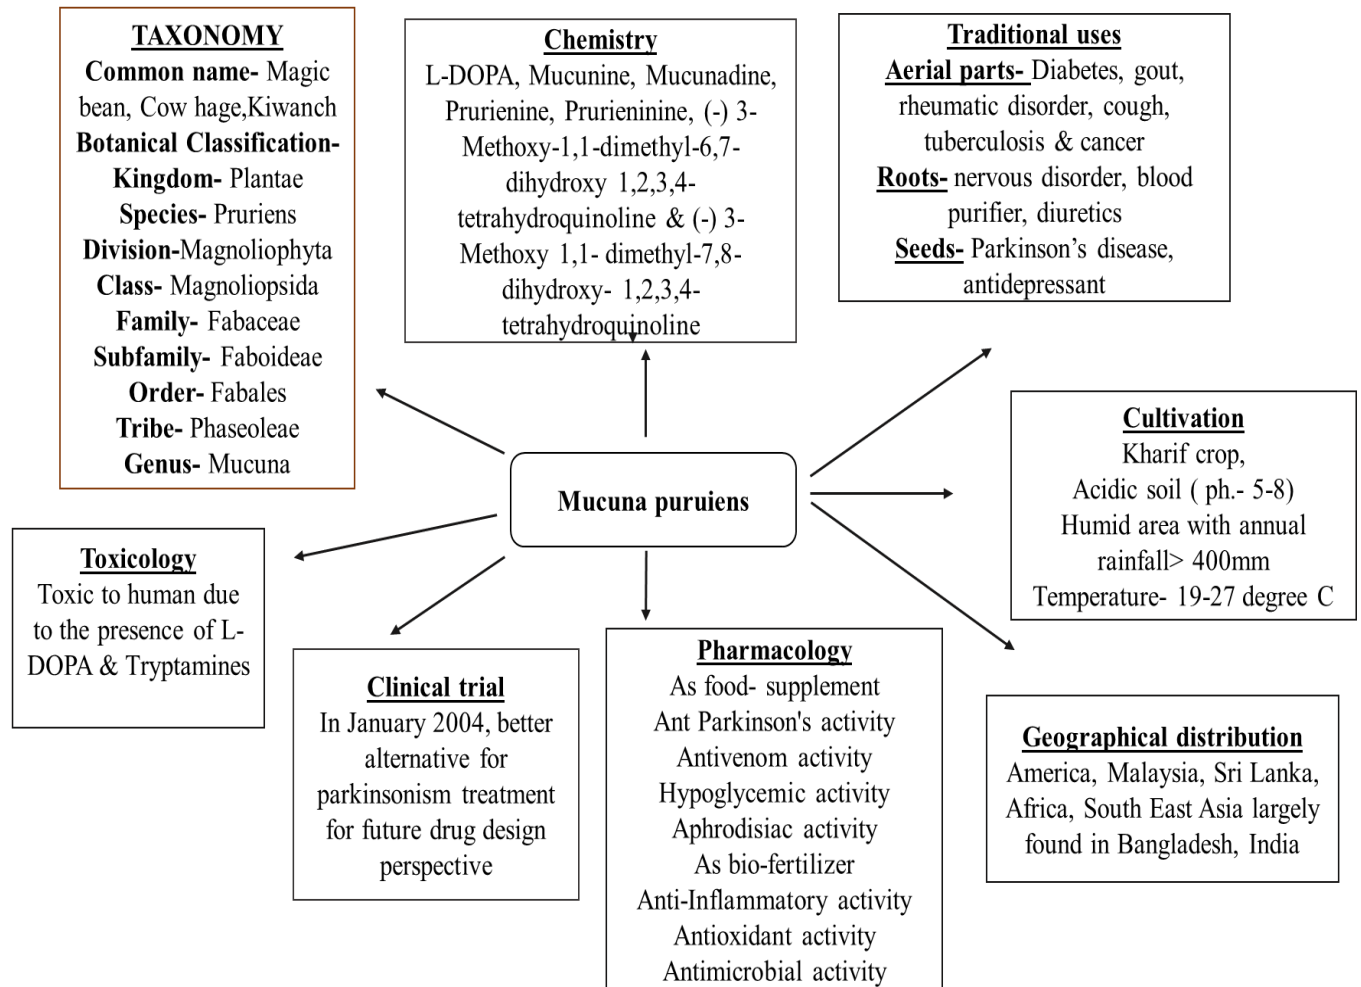 TAXONOMY
Common name- Magic
bean, Cow hage,Kiwanch
Botanical Classification-
Kingdom- Plantae
Species- Pruriens
Division-Magnoliophyta
Class- Magnoliopsida
Family- Fabaceae
Subfamily- Faboideae
Order- Fabales
Tribe- Phaseoleae
Genus- Mucuna
Chemistry
L-DOPA, Mucunine, Mucunadine,
Prurienine, Prurieninine, (-) 3-
Methoxy-1,1-dimethyl-6,7-
dihydroxy 1,2,3,4-
tetrahydroquinoline & (-) 3-
Methoxy 1,1- dimethyl-7,8-
dihydroxy- 1,2,3,4-
tetrahydroquinoline
Traditional uses
Aerial parts- Diabetes, gout,
rheumatic disorder, cough,
tuberculosis & cancer
Roots- nervous disorder, blood
purifier, diuretics
Seeds- Parkinson's disease,
antidepressant
Mucuna puruiens
Cultivation
Kharif crop,
Acidic soil ( ph.- 5-8)
Humid area with annual
rainfall> 400mm
Temperature- 19-27 degree C
Toxicology
Toxic to human due
to the presence of L-
DOPA & Tryptamines
Clinical trial
In January 2004, better
alternative for
parkinsonism treatment
for future drug design
perspective
Pharmacology
As food- supplement
Ant Parkinson's activity
Antivenom activity
Hypoglycemic activity
Aphrodisiac activity
As bio-fertilizer
Anti-Inflammatory activity
Antioxidant activity
Antimicrobial activity
Geographical distribution
America, Malaysia, Sri Lanka,
Africa, South East Asia largely
found in Bangladesh, India